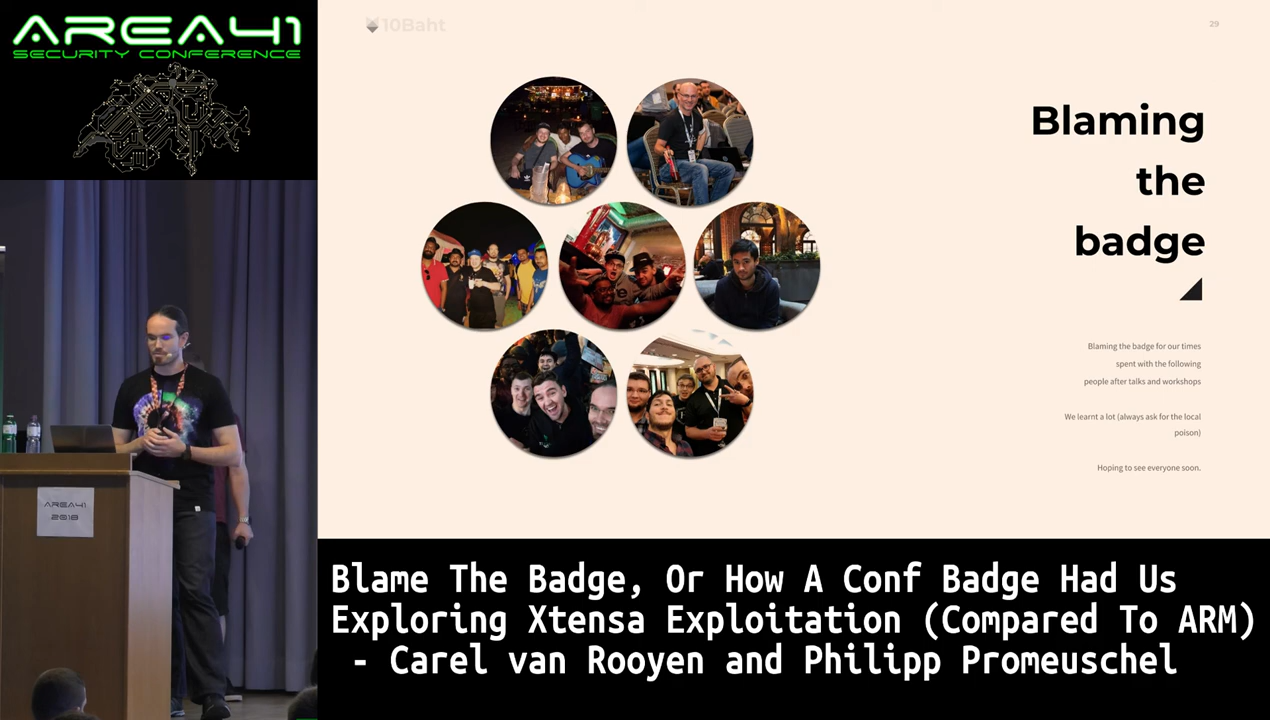 AREA41
SECURITY CONFERENCE
10Baht
29
Blaming
the
badge
Blaming the badge for our times
spent with the following
people after talks and workshops
We learnt a lot (always ask for the local
poison)
Hoping to see everyone soon.
AREA41
2018
Blame The Badge, Or How A Conf Badge Had Us
Exploring Xtensa Exploitation (Compared To ARM)
- Carel van Rooyen and Philipp Promeuschel